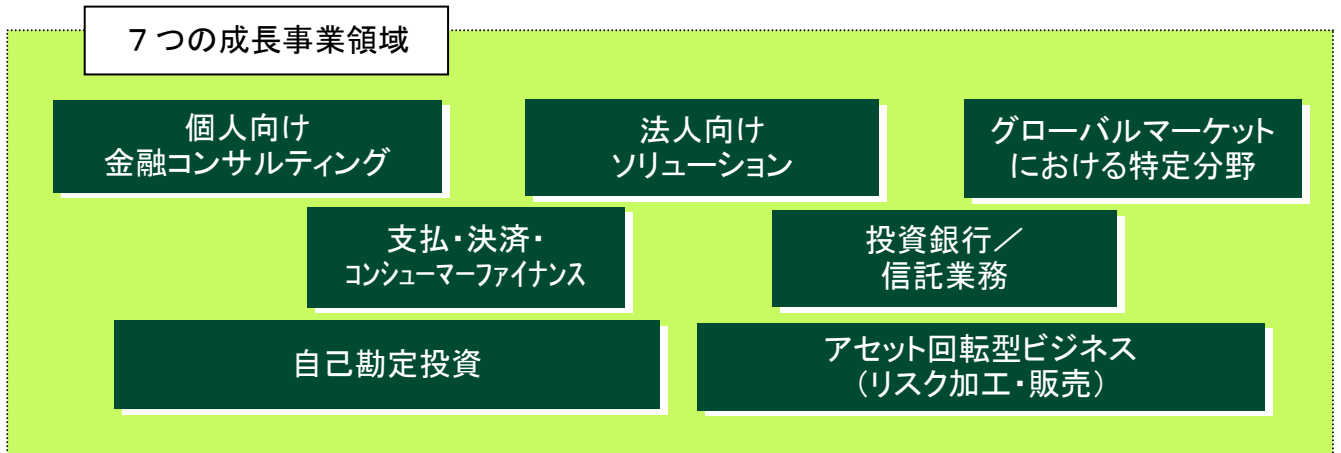 ７つの成長事業領域
個人向け
金融コンサルティング
法人向け
ソリューション
グローバルマーケット
における特定分野
支払・決済・
コンシューマーファイナンス
投資銀行／
信託業務
自己勘定投資
アセット回転型ビジネス
（リスク加工・販売）